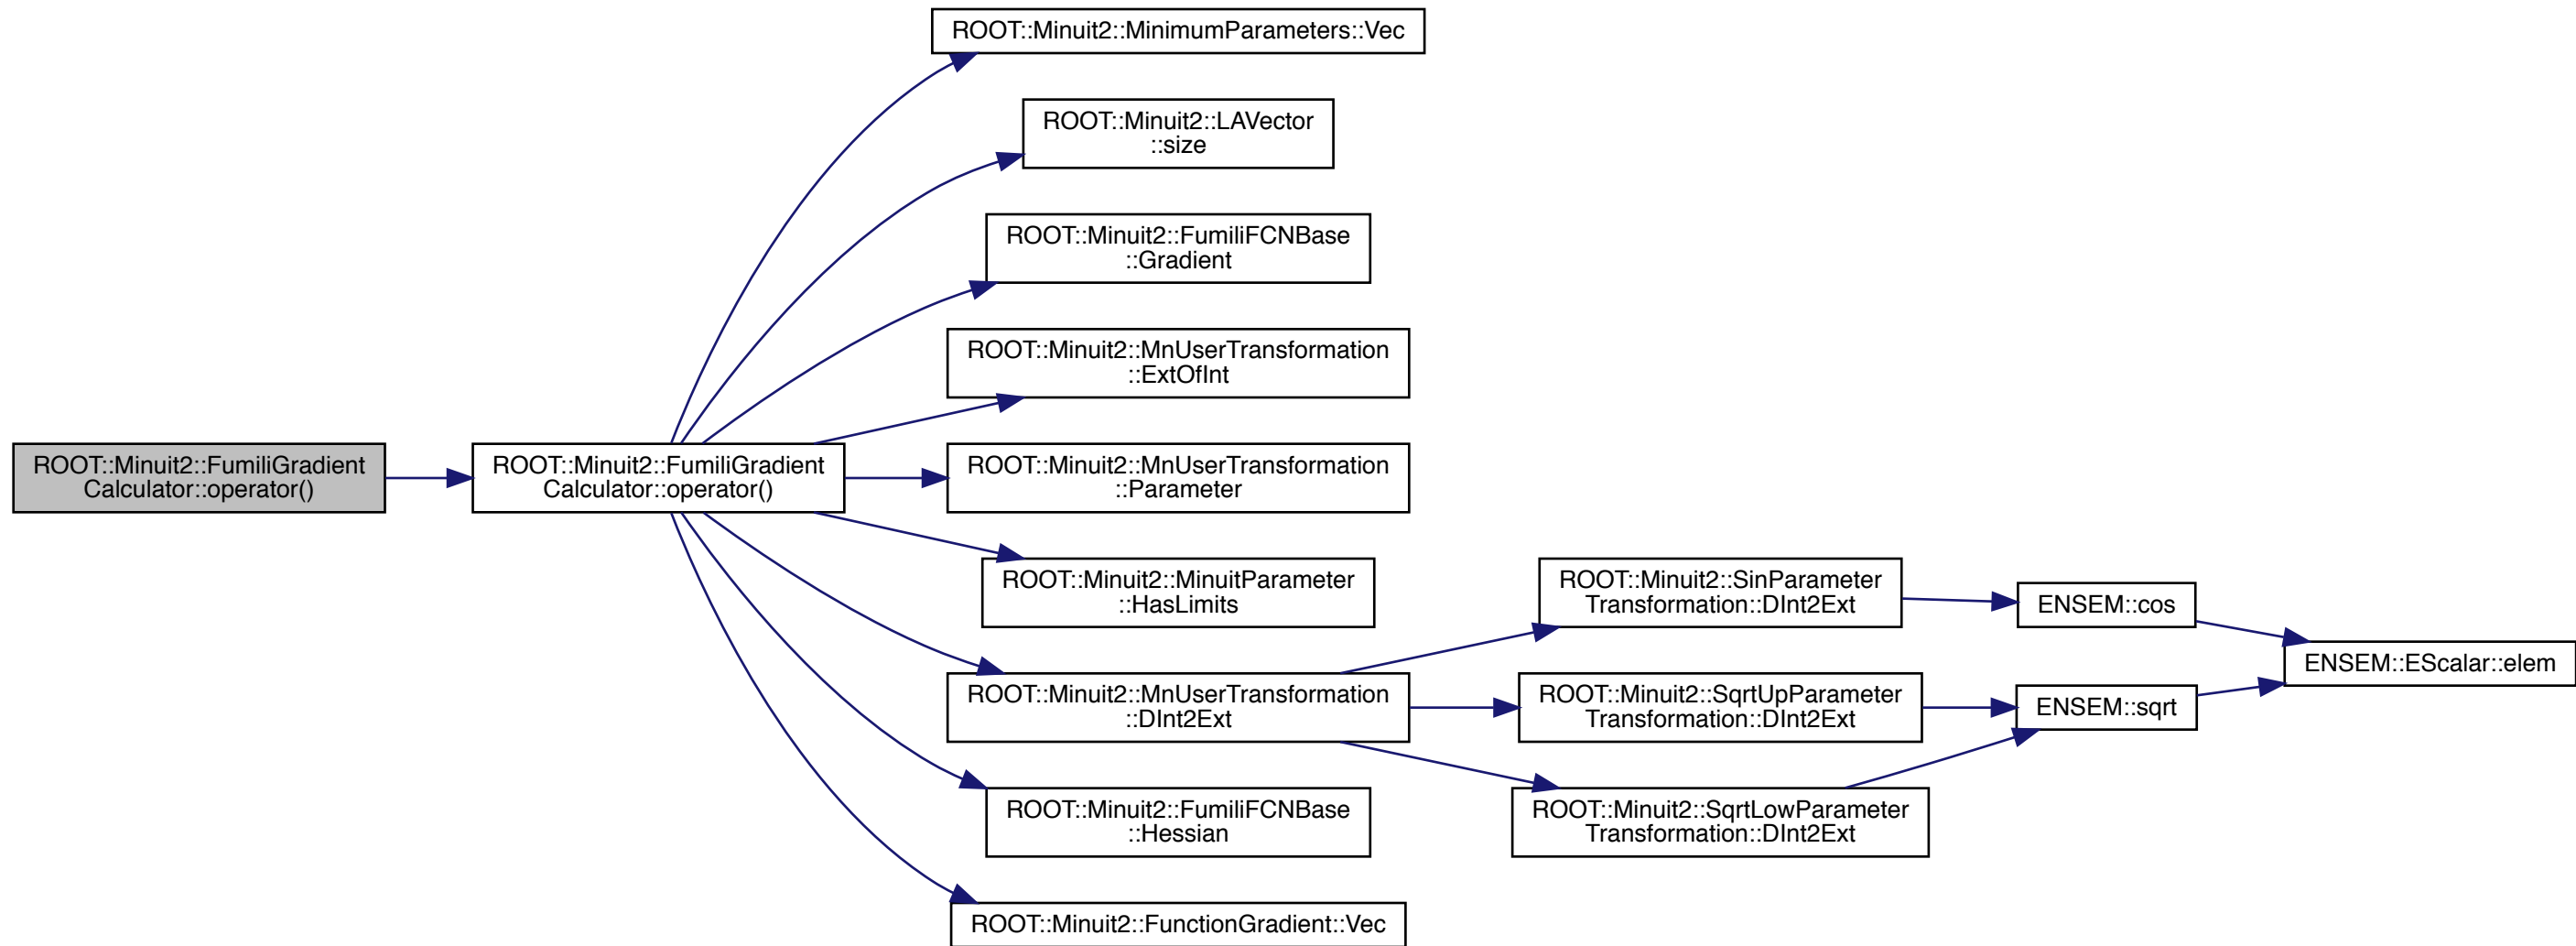 ROOT::Minuit2::MinimumParameters::Vec
ROOT::Minuit2::LAVector
::size
ROOT::Minuit2::FumiliFCNBase
::Gradient
ROOT::Minuit2::MnUserTransformation
::ExtOfInt
ROOT::Minuit2::FumiliGradient
Calculator::operator()
ROOT::Minuit2::FumiliGradient
Calculator::operator()
ROOT::Minuit2::MnUserTransformation
::Parameter
ROOT::Minuit2::MinuitParameter
::HasLimits
ROOT::Minuit2::SinParameter
Transformation::DInt2Ext
ENSEM::cos
ENSEM::EScalar::elem
ROOT::Minuit2::MnUserTransformation
::DInt2Ext
ROOT::Minuit2::SqrtUpParameter
Transformation::DInt2Ext
ENSEM::sqrt
ROOT::Minuit2::FumiliFCNBase
::Hessian
ROOT::Minuit2::SqrtLowParameter
Transformation::DInt2Ext
ROOT::Minuit2::FunctionGradient::Vec